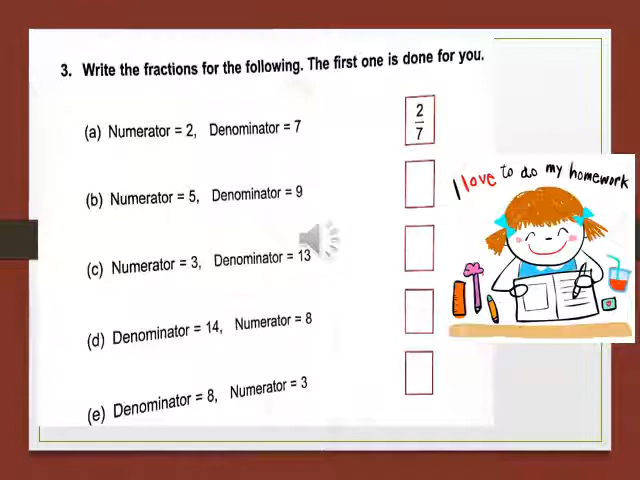 3. Write the fractions for the following. The first one is done for you.
(a) Numerator = 2, Denominator = 7
2
7
(b) Numerator = 5, Denominator = 9
(c) Numerator = 3, Denominator = 13
(d) Denominator = 14, Numerator = 8
(e) Denominator = 8, Numerator = 3
I love to do my homework